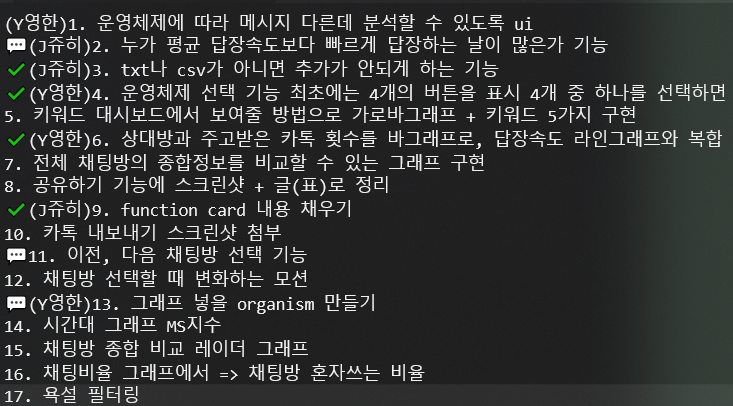 (Y영한)1. 운영체제에 따라 메시지 다른데 분석할 수 있도록 ui
💬(J쥬히)2. 누가 평균 답장속도보다 빠르게 답장하는 날이 많은가 기능
✔(J쥬히)3. txt나 csv가 아니면 추가가 안되게 하는 기능
✔(Y영한)4. 운영체제 선택 기능 최초에는 4개의 버튼을 표시 4개 중 하나를 선택하면
5. 키워드 대시보드에서 보여줄 방법으로 가로바그래프 + 키워드 5가지 구현
✔(Y영한)6. 상대방과 주고받은 카톡 횟수를 바그래프로, 답장속도 라인그래프와 복합
7. 전체 채팅방의 종합정보를 비교할 수 있는 그래프 구현
8. 공유하기 기능에 스크린샷 + 글(표)로 정리
✔(J쥬히)9. function card 내용 채우기
10. 카톡 내보내기 스크린샷 첨부
💬11. 이전, 다음 채팅방 선택 기능
12. 채팅방 선택할 때 변화하는 모션
💬(Y영한)13. 그래프 넣을 organism 만들기
14. 시간대 그래프 MS지수
15. 채팅방 종합 비교 레이더 그래프
16. 채팅비율 그래프에서 => 채팅방 혼자쓰는 비율
17. 욕설 필터링